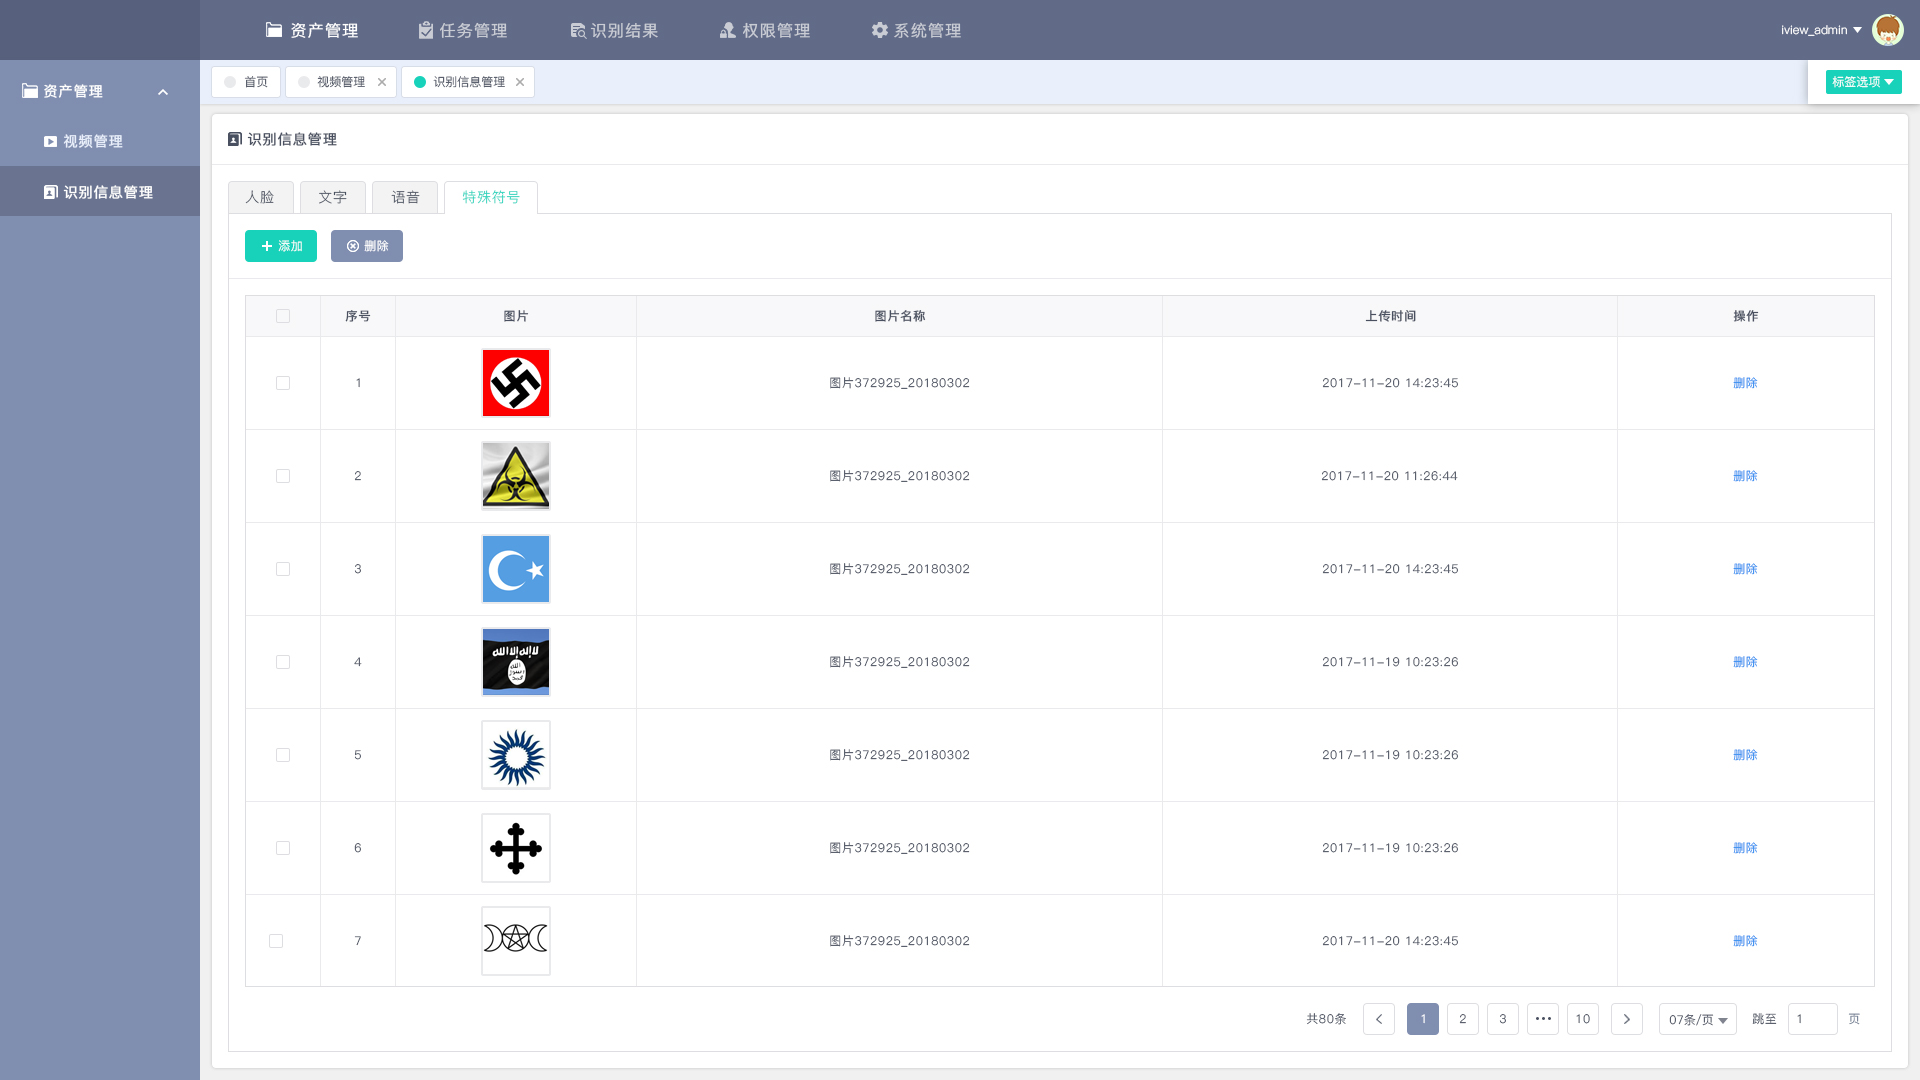 资产管理
任务管理
识别结果
权限管理
系统管理
iview_admin
资产管理
视频管理
识别信息管理
首页
视频管理
识别信息管理
标签选项
识别信息管理
人脸
文字
语音
特殊符号
添加
删除
序号 图片 图片名称 上传时间 操作
1 图片372925_20180302 2017-11-20 14:23:45 删除
2 图片372925_20180302 2017-11-20 11:26:44 删除
3 图片372925_20180302 2017-11-20 14:23:45 删除
4 图片372925_20180302 2017-11-19 10:23:26 删除
5 图片372925_20180302 2017-11-19 10:23:26 删除
6 图片372925_20180302 2017-11-19 10:23:26 删除
7 图片372925_20180302 2017-11-20 14:23:45 删除
共80条 1 2 3 ••• 10 07条/页 跳至 1 页